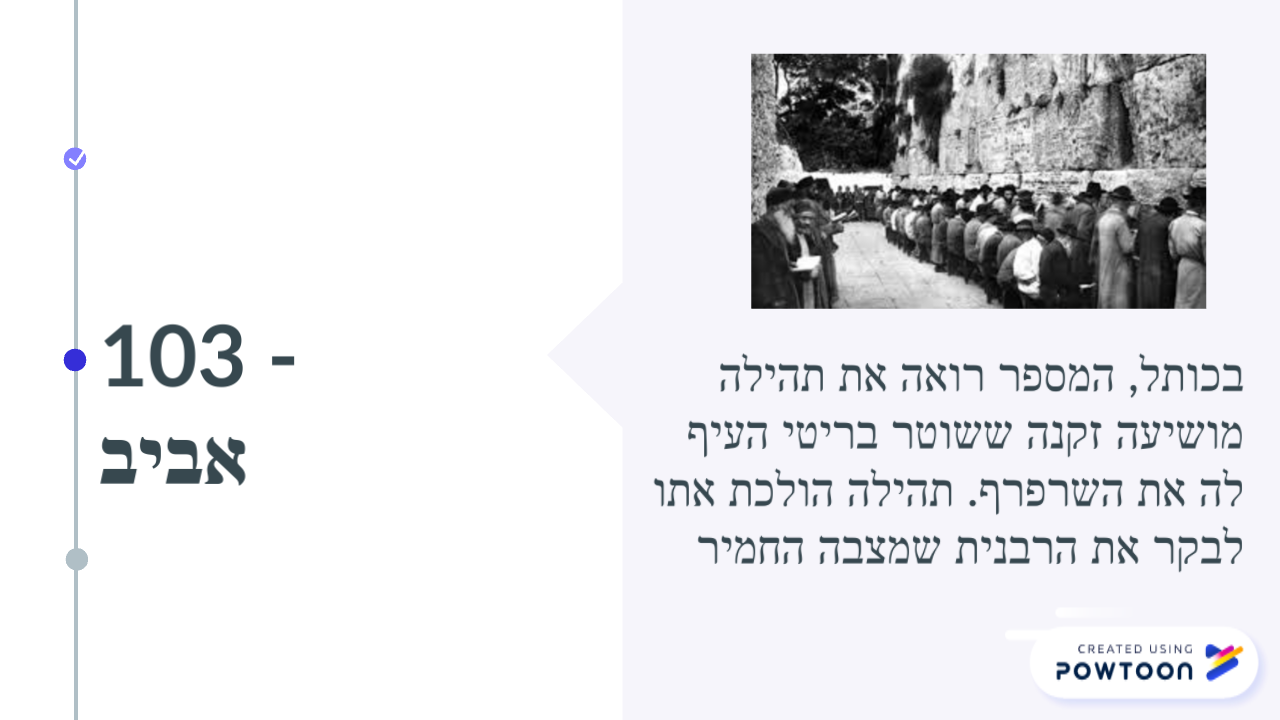 103 -
אביב
בכותל, המספר רואה את תהילה
מושיעה זקנה ששוטר בריטי העיף
לה את השרפרף. תהילה הולכת אתו
לבקר את הרבנית שמצבה החמיר
CREATED USING
POWTOON